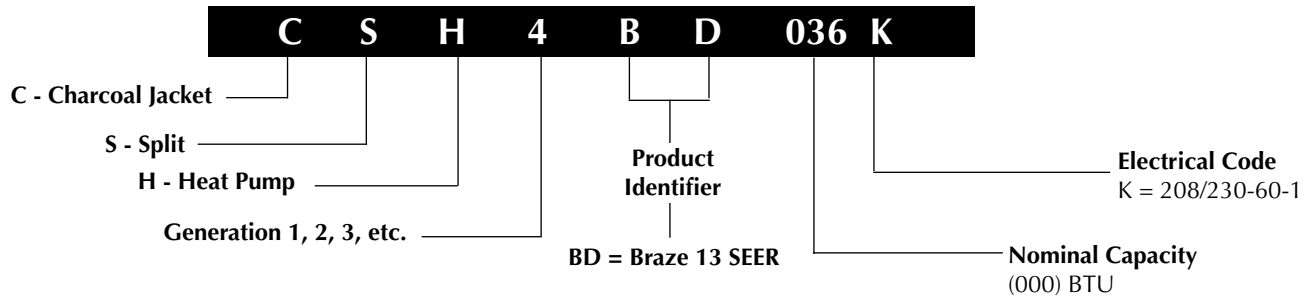 C S H 4 B D 036 K
C - Charcoal Jacket
S - Split
H - Heat Pump
Generation 1, 2, 3, etc.
Product
Identifier
BD = Braze 13 SEER
Electrical Code
K = 208/230-60-1
Nominal Capacity
(000) BTU